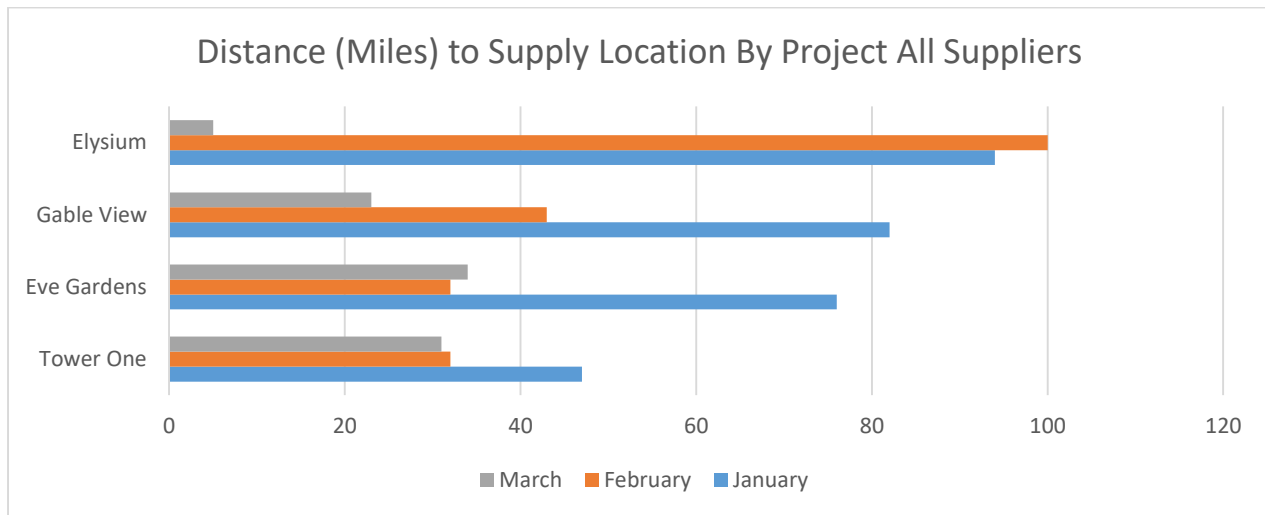 Distance (Miles) to Supply Location By Project All Suppliers
Elysium
Gable View
Eve Gardens
Tower One
0 20 40 60 80 100 120
March February January